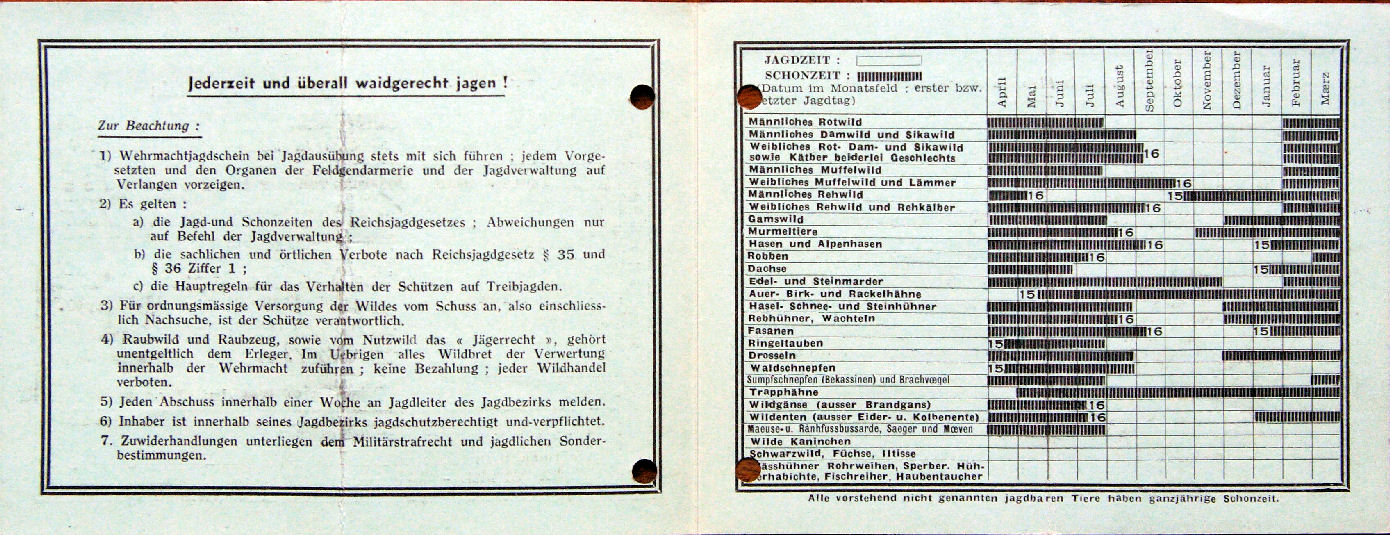 Jederzeit und überall waidgerecht jagen !
Zur Beachtung :
1) Wehrmachtjagdschein bei Jagdausübung stets mit sich führen ; jedem Vorge-
setzten und den Organen der Feldgendarmerie und der Jagdverwaltung auf
Verlangen vorzeigen.
2) Es gelten :
a) die Jagd-und Schonzeiten des Reichsjagdgesetzes ; Abweichungen nur
auf Befehl der Jagdverwaltung ;
b) die sachlichen und örtlichen Verbote nach Reichsjagdgesetz § 35 und
§ 36 Ziffer 1 ;
c) die Hauptregeln für das Verhalten der Schützen auf Treibjagden.
3) Für ordnungsmässige Versorgung der Wildes vom Schuss an, also einschliess-
lich Nachsuche, ist der Schütze verantwortlich.
4) Raubwild und Raubzeug, sowie vom Nutzwild das « Jägerrecht », gehört
unentgeltlich dem Erleger. Im Uebrigen alles Wildbret der Verwertung
innerhalb der Wehrmacht zuführen ; keine Bezahlung ; jeder Wildhandel
verboten.
5) Jeden Abschuss innerhalb einer Woche an Jagdleiter des Jagdbezirks melden.
6) Inhaber ist innerhalb seines Jagdbezirks jagdschutzberechtigt und-verpflichtet.
7. Zuwiderhandlungen unterliegen dem Militärstrafrecht und jagdlichen Sonder-
bestimmungen.
JAGDZEIT :
SCHONZEIT :
(Datum im Monatsfeld : erster bzw.
etzter Jagdtag)
April Mai Juni Juli August September Oktober November Dezember Januar Februar Mærz
Männliches Rotwild
Männliches Damwild und Sikawild
Weibliches Rot- Dam- und Sikawild
sowie Kälber beiderlei Geschlechts 16
Männliches Muffelwild
Weibliches Muffelwild und Lämmer 16
Männliches Rehwild 16 15
Weibliches Rehwild und Rehkälber 16
Gamswild
Murmeltiere 16
Hasen und Alpenhasen 16 15
Robben 16
Dachse 15
Edel- und Steinmarder
Auer- Birk- und Rackelhähne 15
Hasel- Schnee- und Steinhühner
Rebhühner, Wachteln 16
Fasanen 16 15
Ringeltauben 15
Drosseln
Waldschnepfen 15
Sumpfschnepfen (Bekassinen) und Brachvœgel
Trapphähne
Wildgänse (ausser Brandgans) 16
Wildenten (ausser Eider- u. Kolbenente) 16
Maeuse-u. Rauhfussbussarde, Saeger und Mœven
Wilde Kaninchen
Schwarzwild, Füchse, Iltisse
ässhühner Rohrweihen, Sperber. Hüh-
erhabichte, Fischreiher, Haubentaucher
Alle vorstehend nicht genannten jagdbaren Tiere haben ganzjährige Schonzeit.